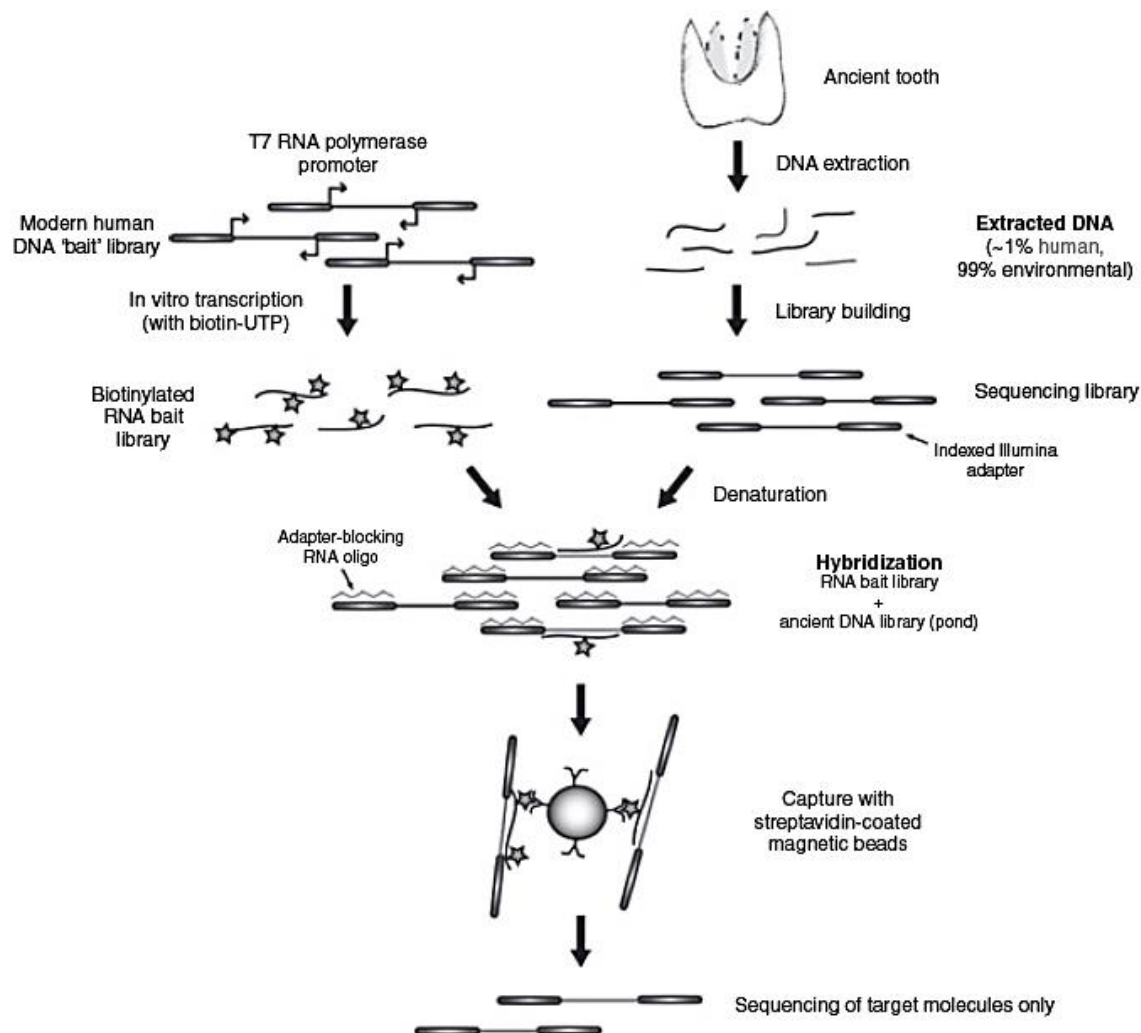 Ancient tooth
T7 RNA polymerase
promoter
DNA extraction
Modern human
DNA 'bait' library
Extracted DNA
(~1% human,
99% environmental)
In vitro transcription
(with biotin-UTP)
Library building
Biotinylated
RNA bait
library
Sequencing library
Indexed Illumina
adapter
Denaturation
Adapter-blocking
RNA oligo
Hybridization
RNA bait library
+
ancient DNA library (pond)
Capture with
streptavidin-coated
magnetic beads
Sequencing of target molecules only